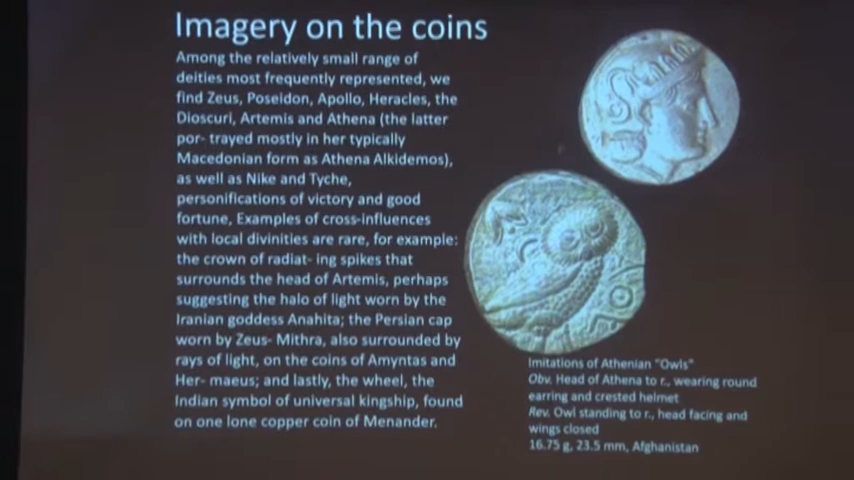 Imagery on the coins
Among the relatively small range of
deities most frequently represented, we
find Zeus, Poseidon, Apollo, Heracles, the
Dioscuri, Artemis and Athena (the latter
por- trayed mostly in her typically
Macedonian form as Athena Alkidemos),
as well as Nike and Tyche,
personifications of victory and good
fortune, Examples of cross-influences
with local divinities are rare, for example:
the crown of radiat- ing spikes that
surrounds the head of Artemis, perhaps
suggesting the halo of light worn by the
Iranian goddess Anahita; the Persian cap
worn by Zeus- Mithra, also surrounded by
rays of light, on the coins of Amyntas and
Her- maeus; and lastly, the wheel, the
Indian symbol of universal kingship, found
on one lone copper coin of Menander.
Imitations of Athenian "Owls"
Obv. Head of Athena to r., wearing round
earring and crested helmet
Rev. Owl standing to r., head facing and
wings closed
16.75 g, 23.5 mm, Afghanistan